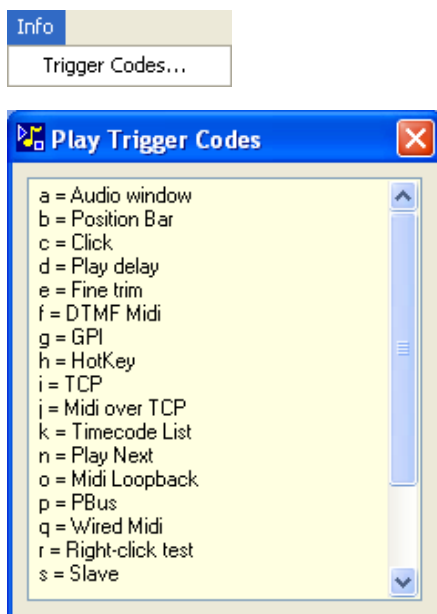 Info
Trigger Codes...
Play Trigger Codes
a = Audio window
b = Position Bar
c = Click
d = Play delay
e = Fine trim
f = DTMF Midi
g = GPI
h = HotKey
i = TCP
j = Midi over TCP
k = Timecode List
n = Play Next
o = Midi Loopback
p = PBus
q = Wired Midi
r = Right-click test
s = Slave